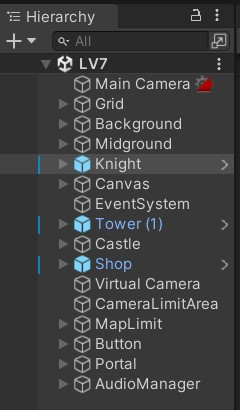 Hierarchy
All
LV7
Main Camera
Grid
Background
Midground
Knight
Canvas
EventSystem
Tower (1)
Castle
Shop
Virtual Camera
CameraLimitArea
MapLimit
Button
Portal
AudioManager